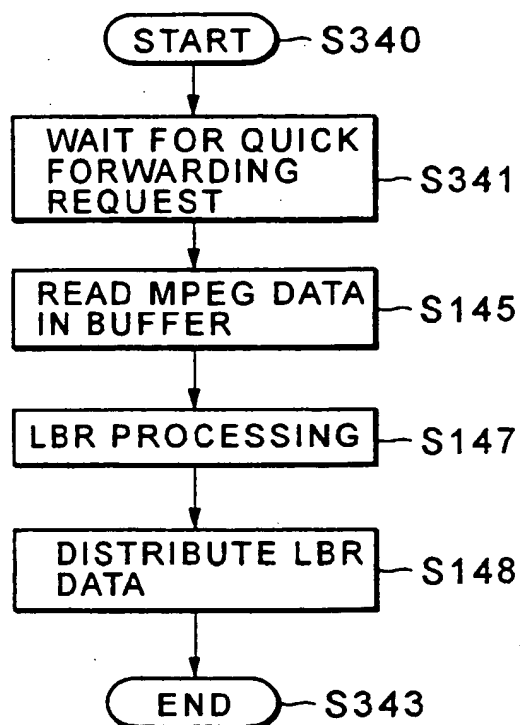 START
S340
WAIT FOR QUICK
FORWARDING
REQUEST
S341
READ MPEG DATA
IN BUFFER
S145
LBR PROCESSING
S147
DISTRIBUTE LBR
DATA
S148
END
S343